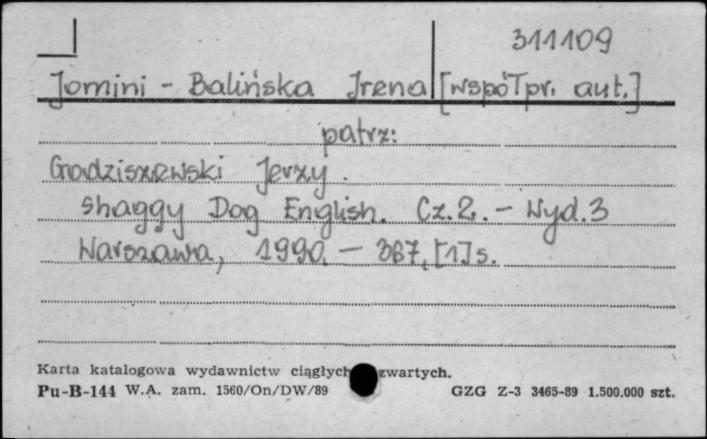 311109
Jomini - Balińska Irena [współpr. aut.]
patrz:
Grodziszewski Jerzy.
Shaggy Dog English. Cz. 2. - Wyd. 3
Warszawa, 1990. - 367, [1] s.
Karta katalogowa wydawnictw ciągłych zwartych.
Pu-B-144 W.A. zam. 1560/On/DW/89 GZG Z-3 3465-89 1.500.000 szt.